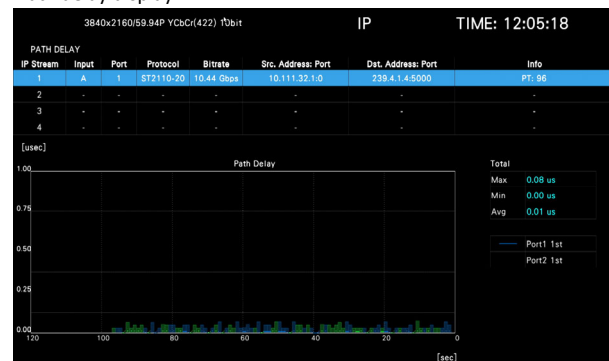 3840x2160/59.94P YCbCr(422) 10bit IP TIME: 12:05:18
PATH DELAY
IP Stream Input Port Protocol Bitrate Src. Address: Port Dst. Address: Port Info
1 A 1 ST2110-20 10.44 Gbps 10.111.32.1:0 239.4.1.4:5000 PT: 96
2 - - - - - - -
3 - - - - - - -
4 - - - - - - -
[usec]
Path Delay
Total
1.00
Max 0.08 us
Min 0.00 us
0.75
Avg 0.01 us
Port1 1st
0.50
Port2 1st
0.25
0.00
120 100 80 60 40 20 0
[sec]